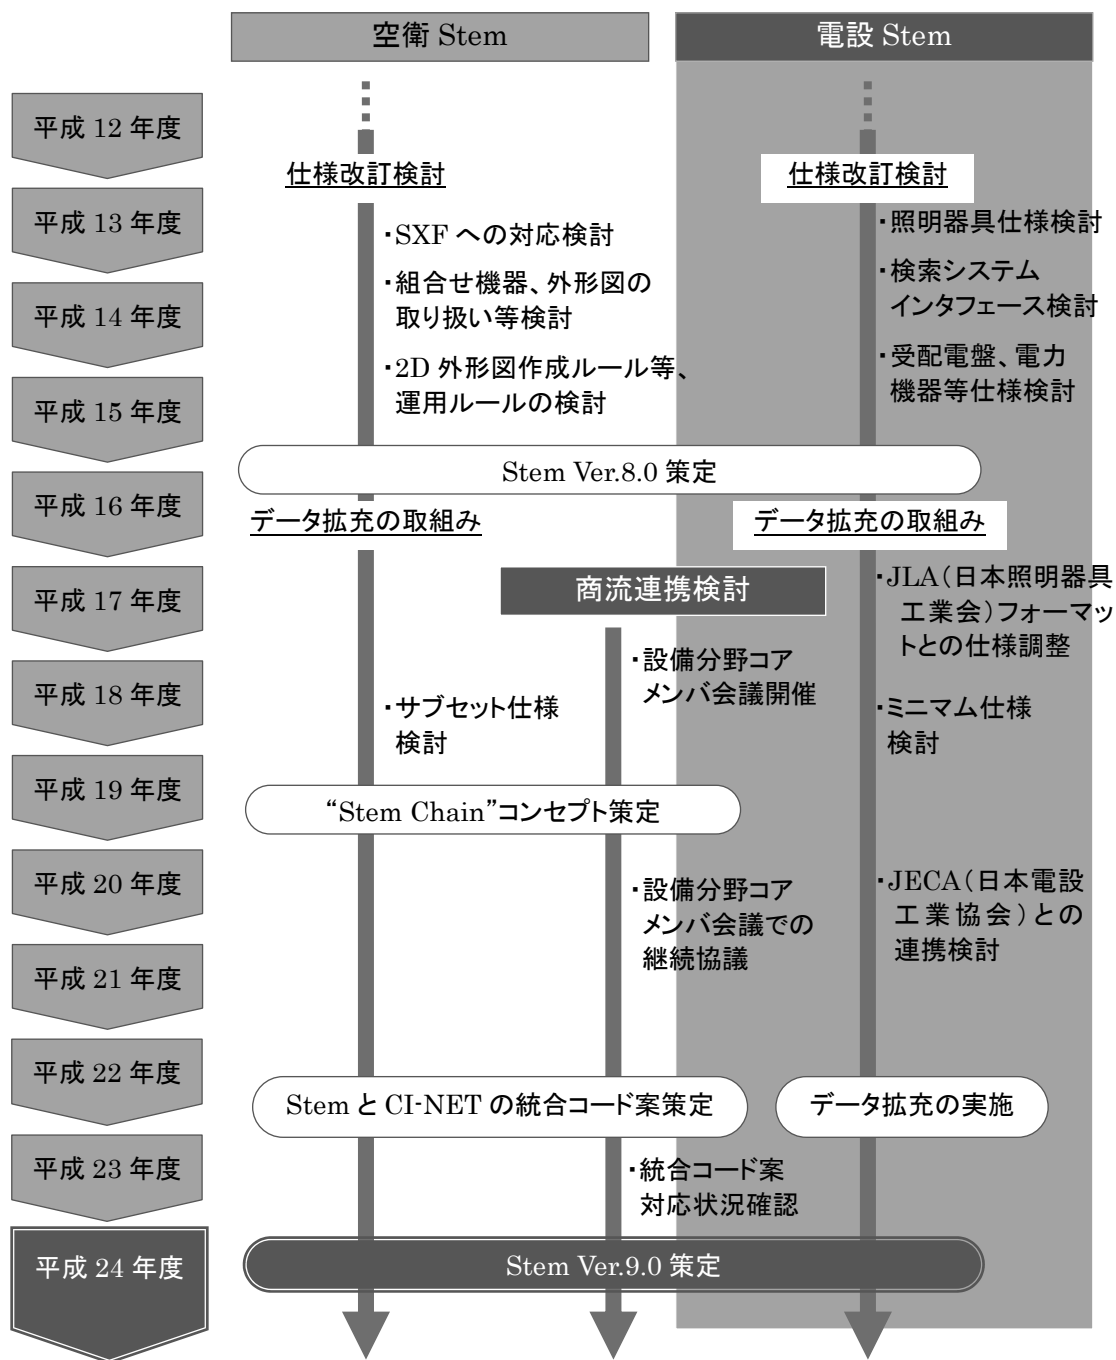 空衛 Stem
電設 Stem
平成 12 年度
仕様改訂検討
仕様改訂検討
平成 13 年度
・SXF への対応検討
・照明器具仕様検討
・組合せ機器、外形図の
取り扱い等検討
・検索システム
インタフェース検討
平成 14 年度
・2D 外形図作成ルール等、
運用ルールの検討
・受配電盤、電力
機器等仕様検討
平成 15 年度
Stem Ver.8.0 策定
平成 16 年度
データ拡充の取組み
データ拡充の取組み
平成 17 年度
商流連携検討
・JLA（日本照明器具
工業会）フォーマッ
トとの仕様調整
・設備分野コア
メンバ会議開催
平成 18 年度
・サブセット仕様
検討
・ミニマム仕様
検討
平成 19 年度
“Stem Chain”コンセプト策定
平成 20 年度
・設備分野コア
メンバ会議での
継続協議
・JECA（日本電設
工業協会）との
連携検討
平成 21 年度
平成 22 年度
Stem と CI-NET の統合コード案策定
データ拡充の実施
平成 23 年度
・統合コード案
対応状況確認
平成 24 年度
Stem Ver.9.0 策定